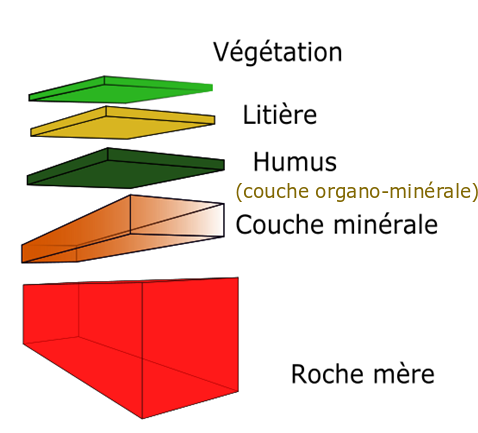 Végétation
Litière
Humus
(couche organo-minérale)
Couche minérale
Roche mère